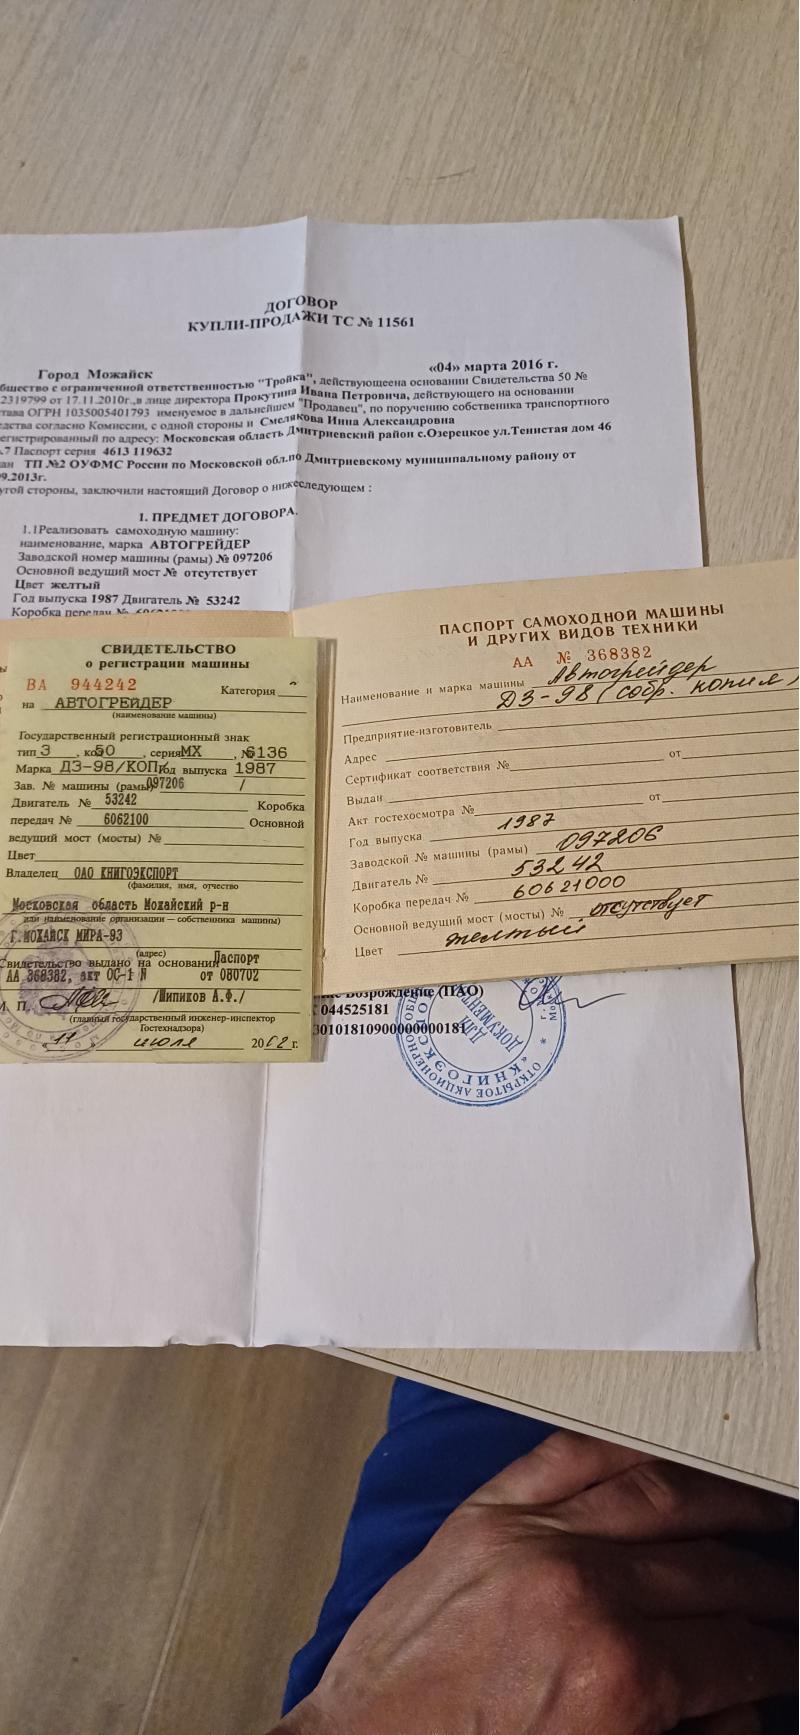 ДОГОВОР
КУПЛИ-ПРОДАЖИ ТС № 11561
Город Можайск «04» марта 2016 г.
бщество с ограниченной ответственностью "Тройка", действующеена основании Свидетельства 50 №
2319799 от 17.11.2010г.,в лице директора Прокутина Ивана Петровича, действующего на основании
става ОГРН 1035005401793 именуемое в дальнейшем "Продавец", по поручению собственика транспортного
едства согласно Комиссии, с одной стороны и Смелякова Инна Александровна
егистрированный по адресу: Московская область Дмитриевский район с.Озерецкое ул.Тенистая дом 46
.7 Паспорт серия 4613 119632
ан ТП №2 ОУФМС России по Московской обл.по Дмитриевскому муниципальному району от
09.2013г.
угой стороны, заключили настоящий Договор о нижеследующем :
1. ПРЕДМЕТ ДОГОВОРА.
1.1Реализовать самоходную машину:
наименование, марка АВТОГРЕЙДЕР
Заводской номер машины (рамы) № 097206
Основной ведущий мост № отсутствует
Цвет желтый
Год выпуска 1987 Двигатель № 53242
Коробка передач №
СВИДЕТЕЛЬСТВО
о регистрации машины
ВА 944242 Категория
на АВТОГРЕЙДЕР
(наименование машины)
Государственный регистрационный знак
тип 3 , код 50 , серия МХ , № 6136
Марка ДЗ-98/КОПИ год выпуска 1987
Зав. № машины (рамы) 097206 /
Двигатель № 53242 Коробка
передач № 6062100 Основной
ведущий мост (мосты) №
Цвет
Владелец ОАО КНИГОЭКСПОРТ
(фамилия, имя, отчество
Московская область Можайский р-н
или наименование организации — собственника машины)
Г.МОЖАЙСК МИРА-93
(адрес)
Свидетельство выдано на основании Паспорт
АА 368382, акт ОС-1 N от 080702
М. П. /Шипиков А.Ф./
(главный государственный инженер-инспектор
Гостехнадзора)
«11» июля 2002 г.
ПАСПОРТ САМОХОДНОЙ МАШИНЫ
И ДРУГИХ ВИДОВ ТЕХНИКИ
АА № 368382
Наименование и марка машины Автогрейдер
ДЗ-98 (собр. копия)
Предприятие-изготовитель
Адрес
Сертификат соответствия № от
Выдан
Акт гостехосмотра № от
Год выпуска 1987
Заводской № машины (рамы) 097206
Двигатель № 53242
Коробка передач № 60621000
Основной ведущий мост (мосты) № отсутствует
Цвет желтый
Возрождение (ПАО)
044525181
30101810900000000181
ОТКРЫТОЕ АКЦИОНЕРНОЕ ОБЩ
«КНИГОЭКСПО
ДЛЯ
ДОКУМЕНТ